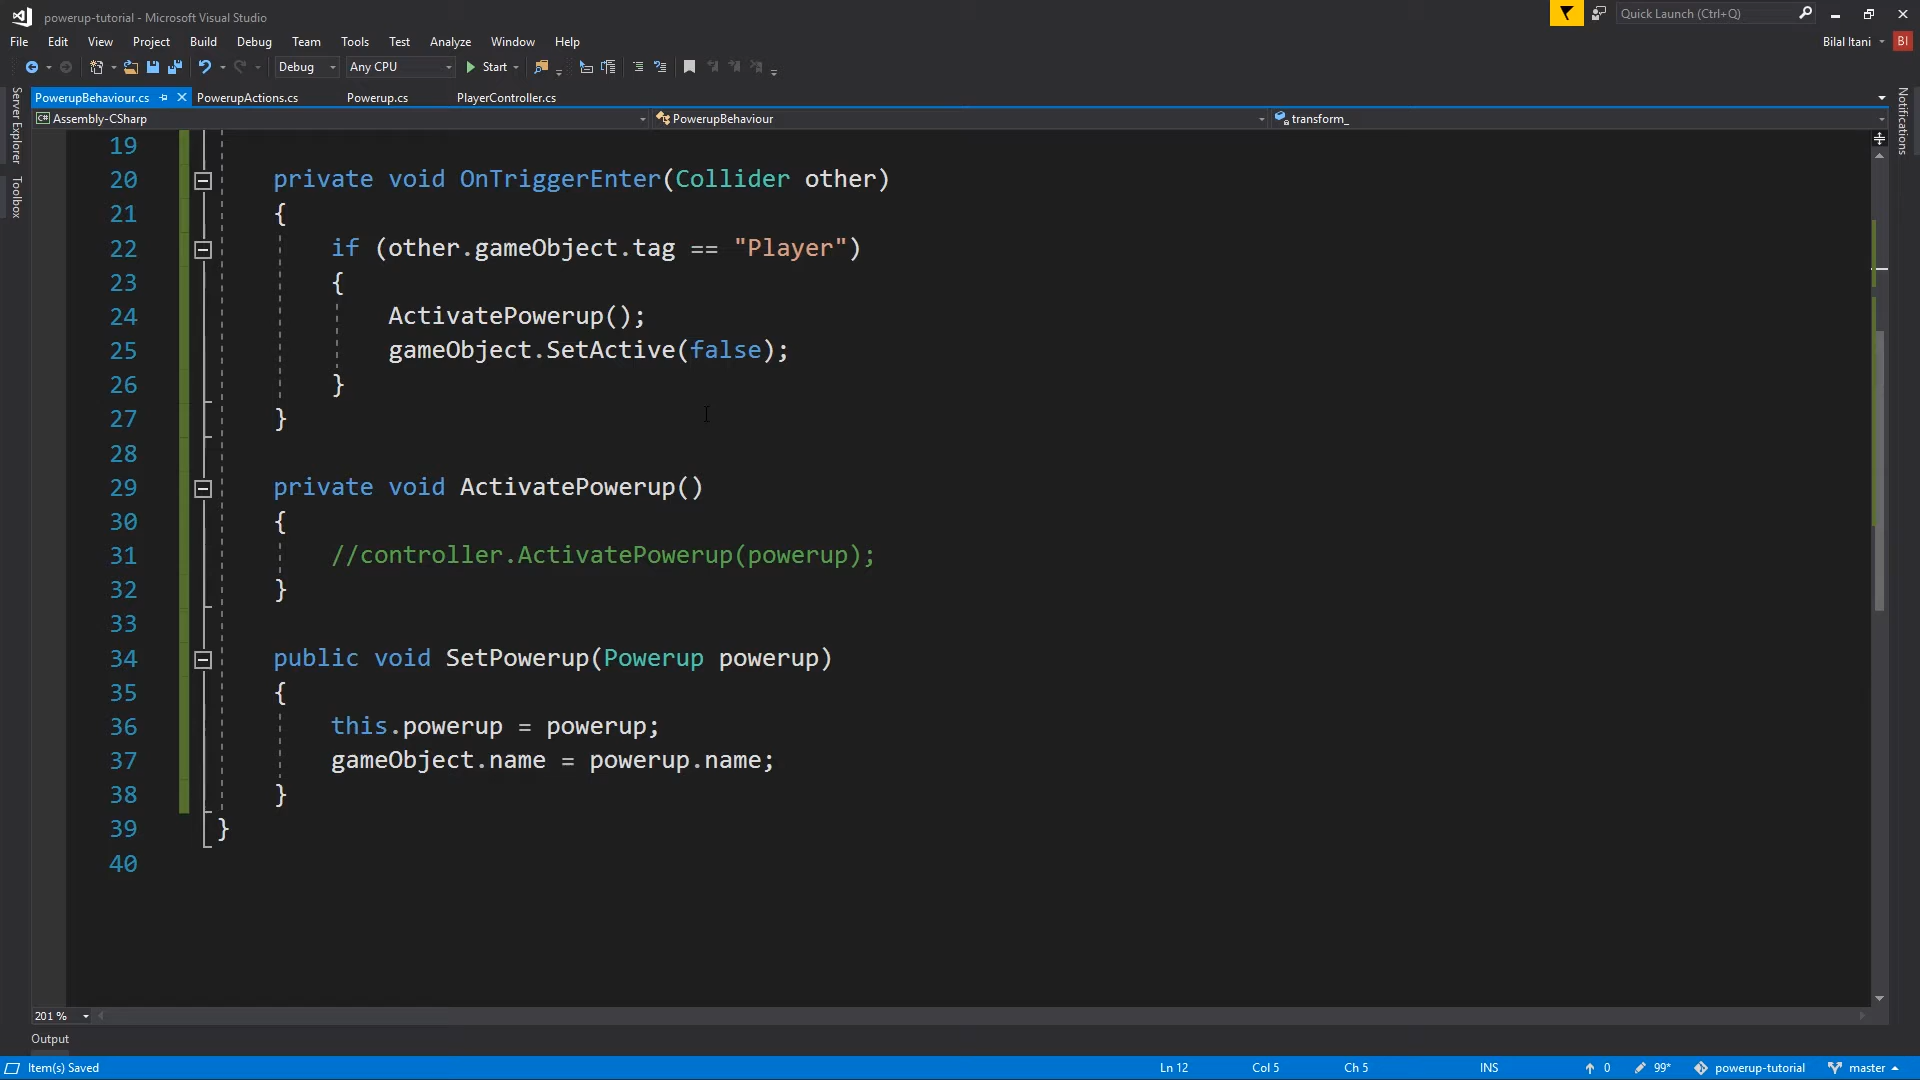 powerup-tutorial - Microsoft Visual Studio
Quick Launch (Ctrl+Q)
File Edit View Project Build Debug Team Tools Test Analyze Window Help
Bilal Itani BI
Debug Any CPU Start
PowerupBehaviour.cs PowerupActions.cs Powerup.cs PlayerController.cs
Assembly-CSharp PowerupBehaviour transform_
Server Explorer
Toolbox
Notifications
19
20 private void OnTriggerEnter(Collider other)
21 {
22 if (other.gameObject.tag == "Player")
23 {
24 ActivatePowerup();
25 gameObject.SetActive(false);
26 }
27 }
28
29 private void ActivatePowerup()
30 {
31 //controller.ActivatePowerup(powerup);
32 }
33
34 public void SetPowerup(Powerup powerup)
35 {
36 this.powerup = powerup;
37 gameObject.name = powerup.name;
38 }
39 }
40
201 %
Output
Item(s) Saved Ln 12 Col 5 Ch 5 INS 0 99* powerup-tutorial master